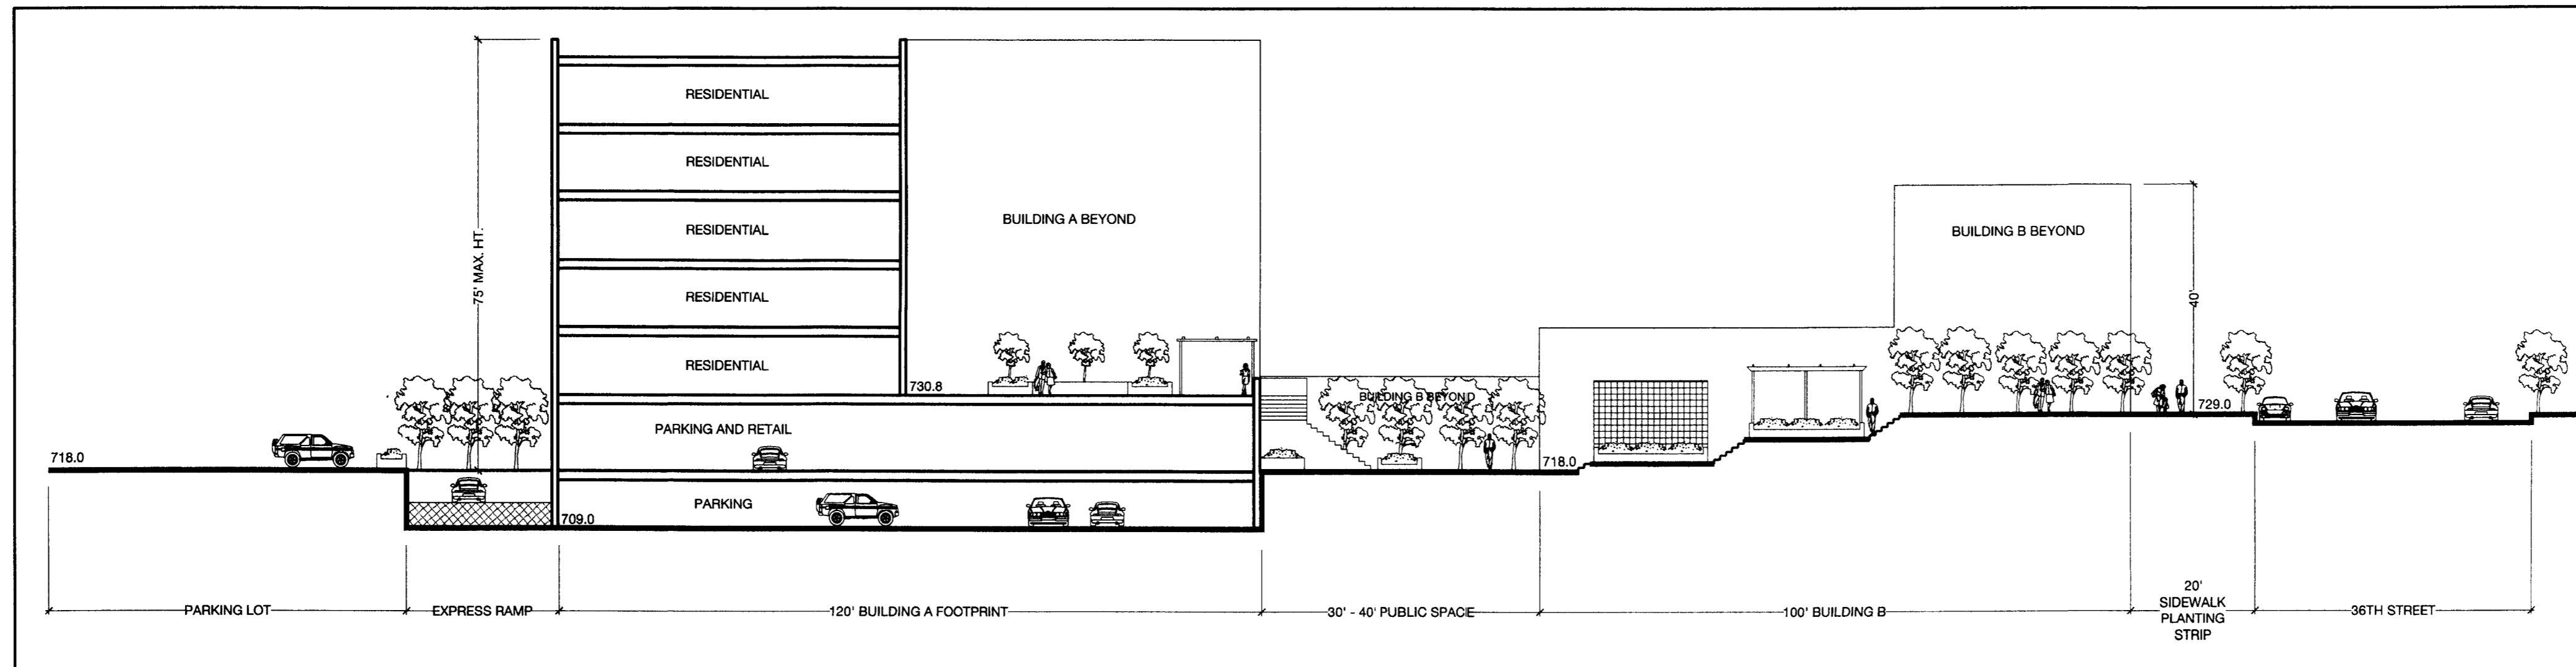 RESIDENTIAL
RESIDENTIAL
RESIDENTIAL
RESIDENTIAL
RESIDENTIAL
75' MAX. HT.
BUILDING A BEYOND
BUILDING B BEYOND
40'
730.8
BUILDING B BEYOND
729.0
PARKING AND RETAIL
718.0
718.0
PARKING
709.0
PARKING LOT
EXPRESS RAMP
120' BUILDING A FOOTPRINT
30' - 40' PUBLIC SPACE
100' BUILDING B
20'
SIDEWALK
PLANTING
STRIP
36TH STREET